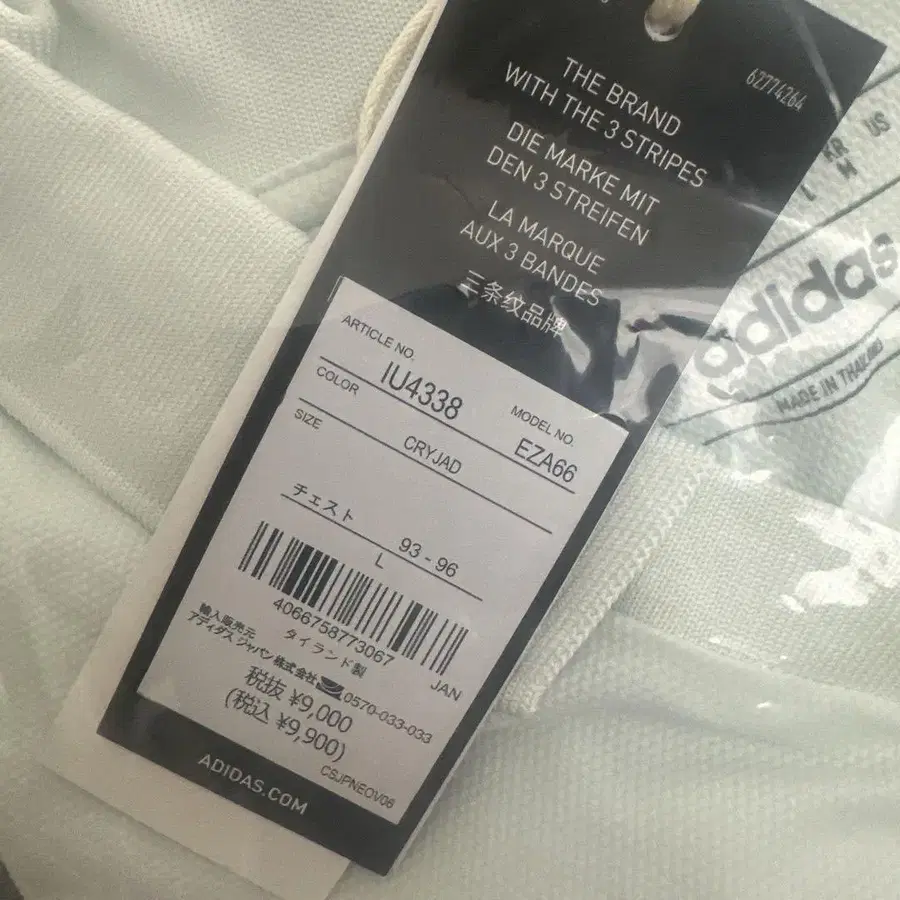 62774264
THE BRAND
WITH THE 3 STRIPES
DIE MARKE MIT
DEN 3 STREIFEN
LA MARQUE
AUX 3 BANDES
三条纹品牌
ARTICLE NO.
IU4338
MODEL NO.
EZA66
COLOR
CRYJAD
SIZE
チェスト
93 - 96
L
4066758773067
JAN
タイランド製
輸入販売元
アディダス ジャパン株式会社
0570-033-033
税抜 ¥9,000
(税込 ¥9,900)
CSJPNEOV06
ADIDAS.COM
L
KR
M
US
adidas
MADE IN THAILAND